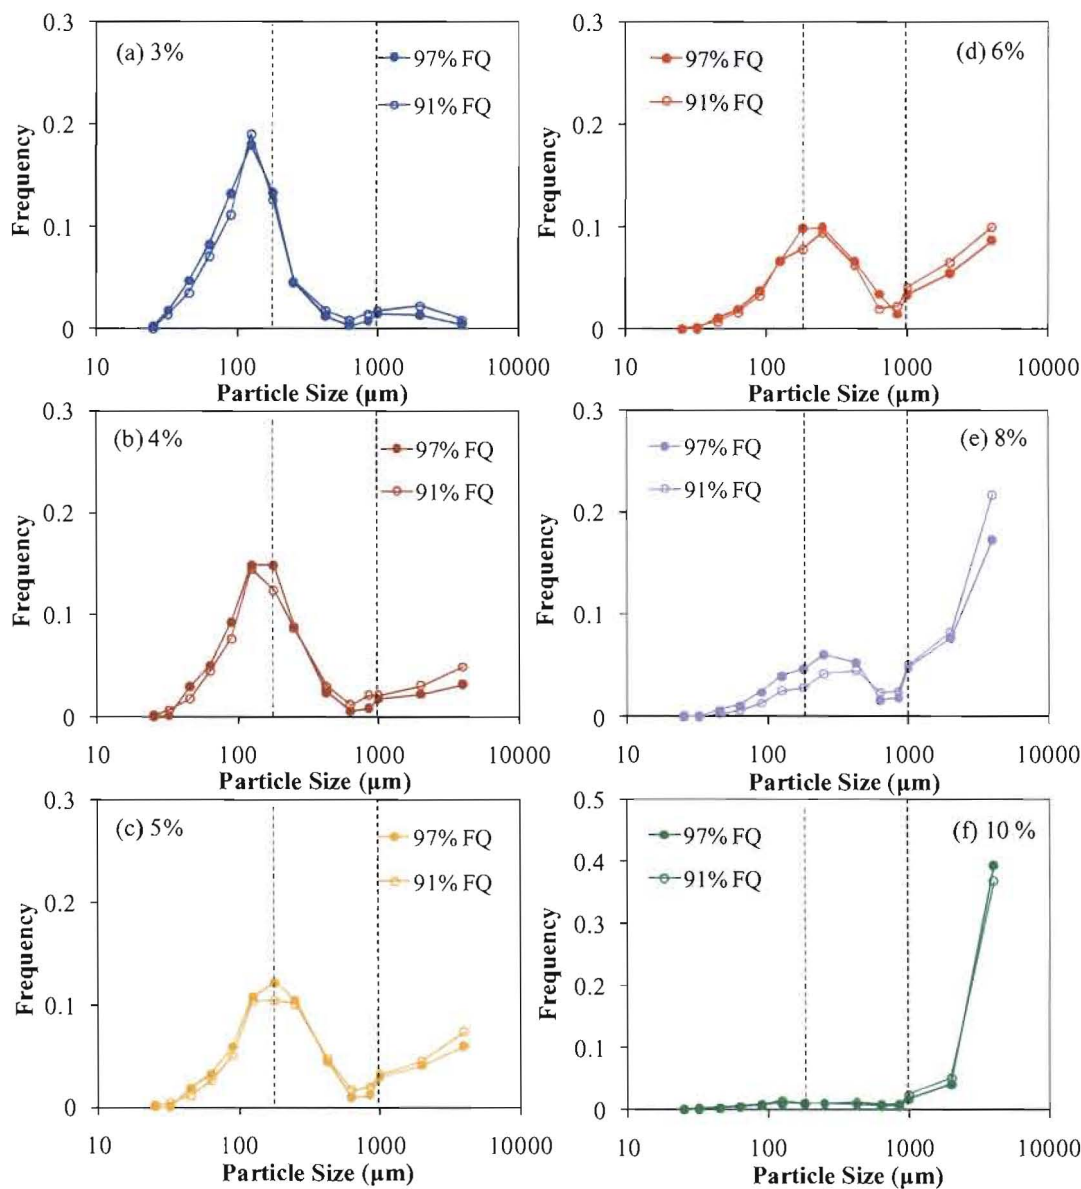 0.3
(a) 3%
97% FQ
91% FQ
0.2
Frequency
0.1
0
10
100
1000
10000
Particle Size (µm)
0.3
(d) 6%
97% FQ
91% FQ
0.2
Frequency
0.1
0
10
100
1000
10000
Particle Size (µm)
0.3
(b) 4%
97% FQ
91% FQ
0.2
Frequency
0.1
0
10
100
1000
10000
Particle Size (µm)
0.3
(e) 8%
97% FQ
91% FQ
0.2
Frequency
0.1
0
10
100
1000
10000
Particle Size (µm)
0.3
(c) 5%
97% FQ
91% FQ
0.2
Frequency
0.1
0
10
100
1000
10000
Particle Size (µm)
0.5
(f) 10 %
97% FQ
91% FQ
0.4
0.3
Frequency
0.2
0.1
0
10
100
1000
10000
Particle Size (µm)